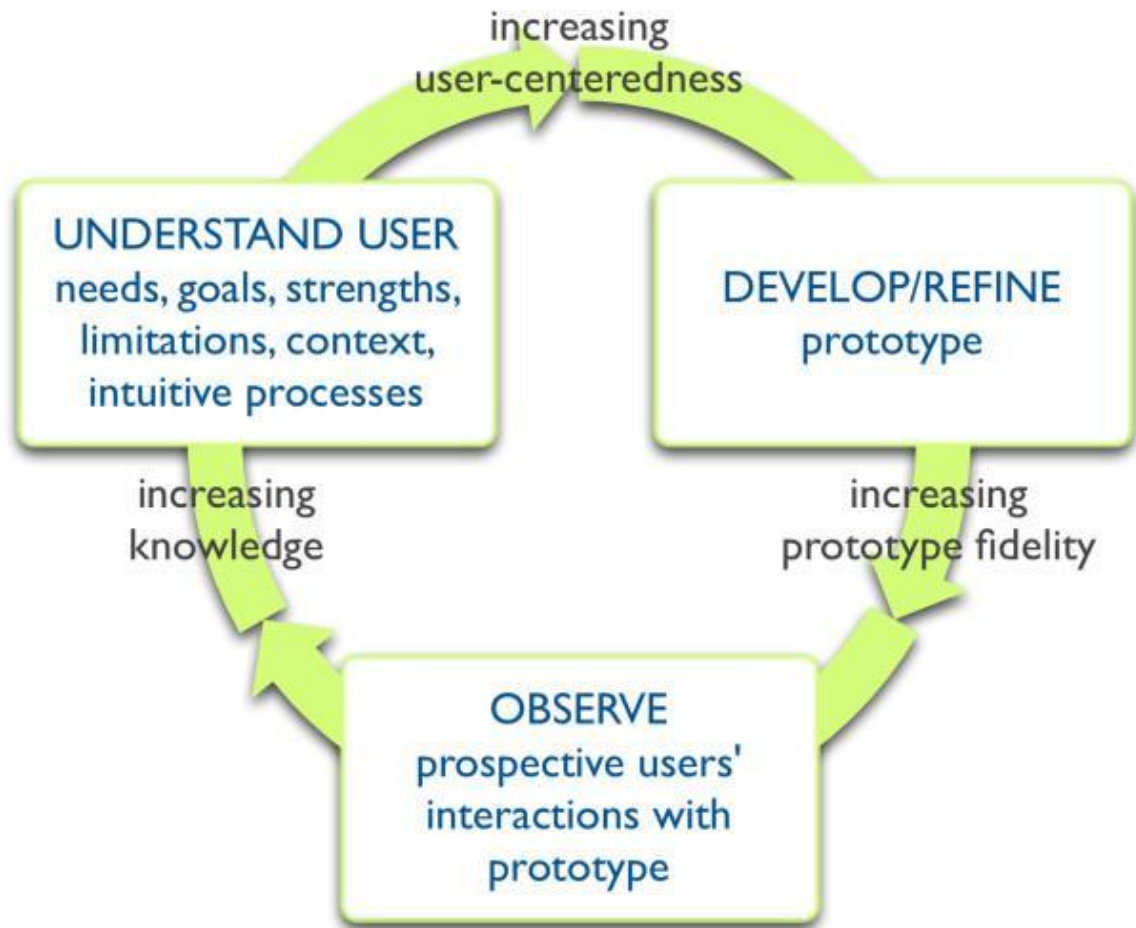 increasing
user-centeredness
UNDERSTAND USER
needs, goals, strengths,
limitations, context,
intuitive processes
DEVELOP/REFINE
prototype
increasing
knowledge
increasing
prototype fidelity
OBSERVE
prospective users'
interactions with
prototype